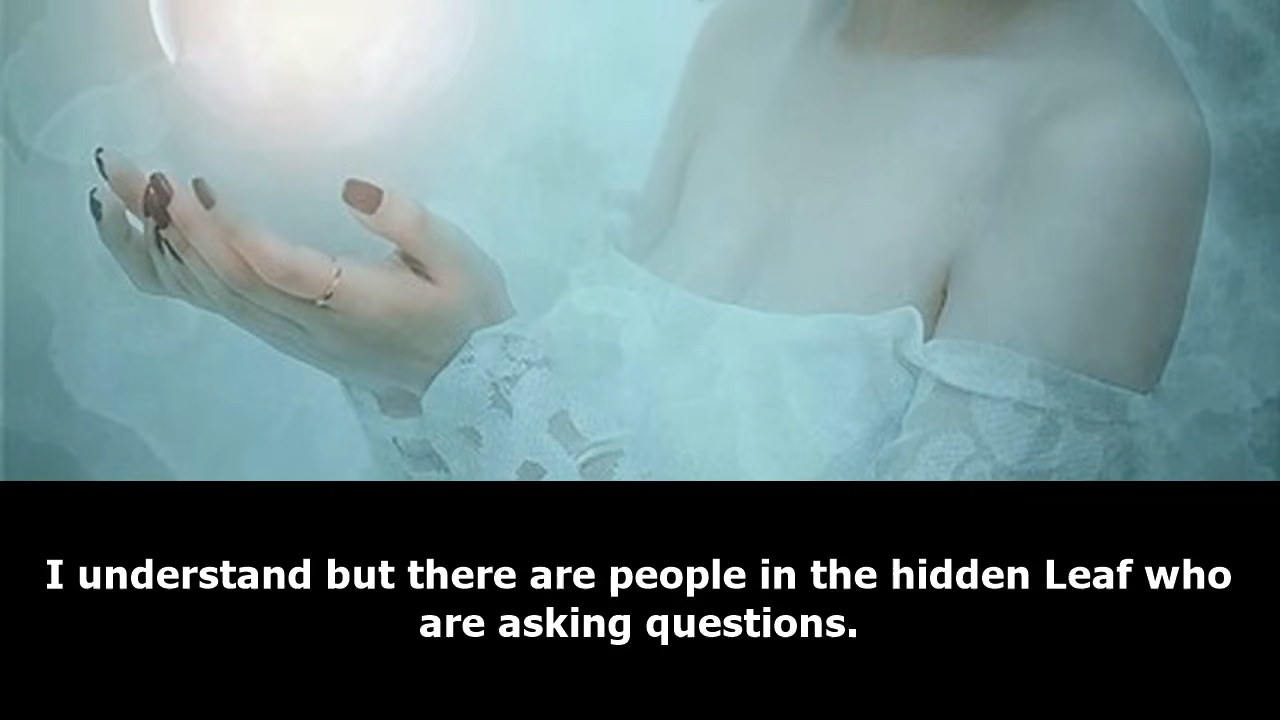 I understand but there are people in the hidden Leaf who
are asking questions.